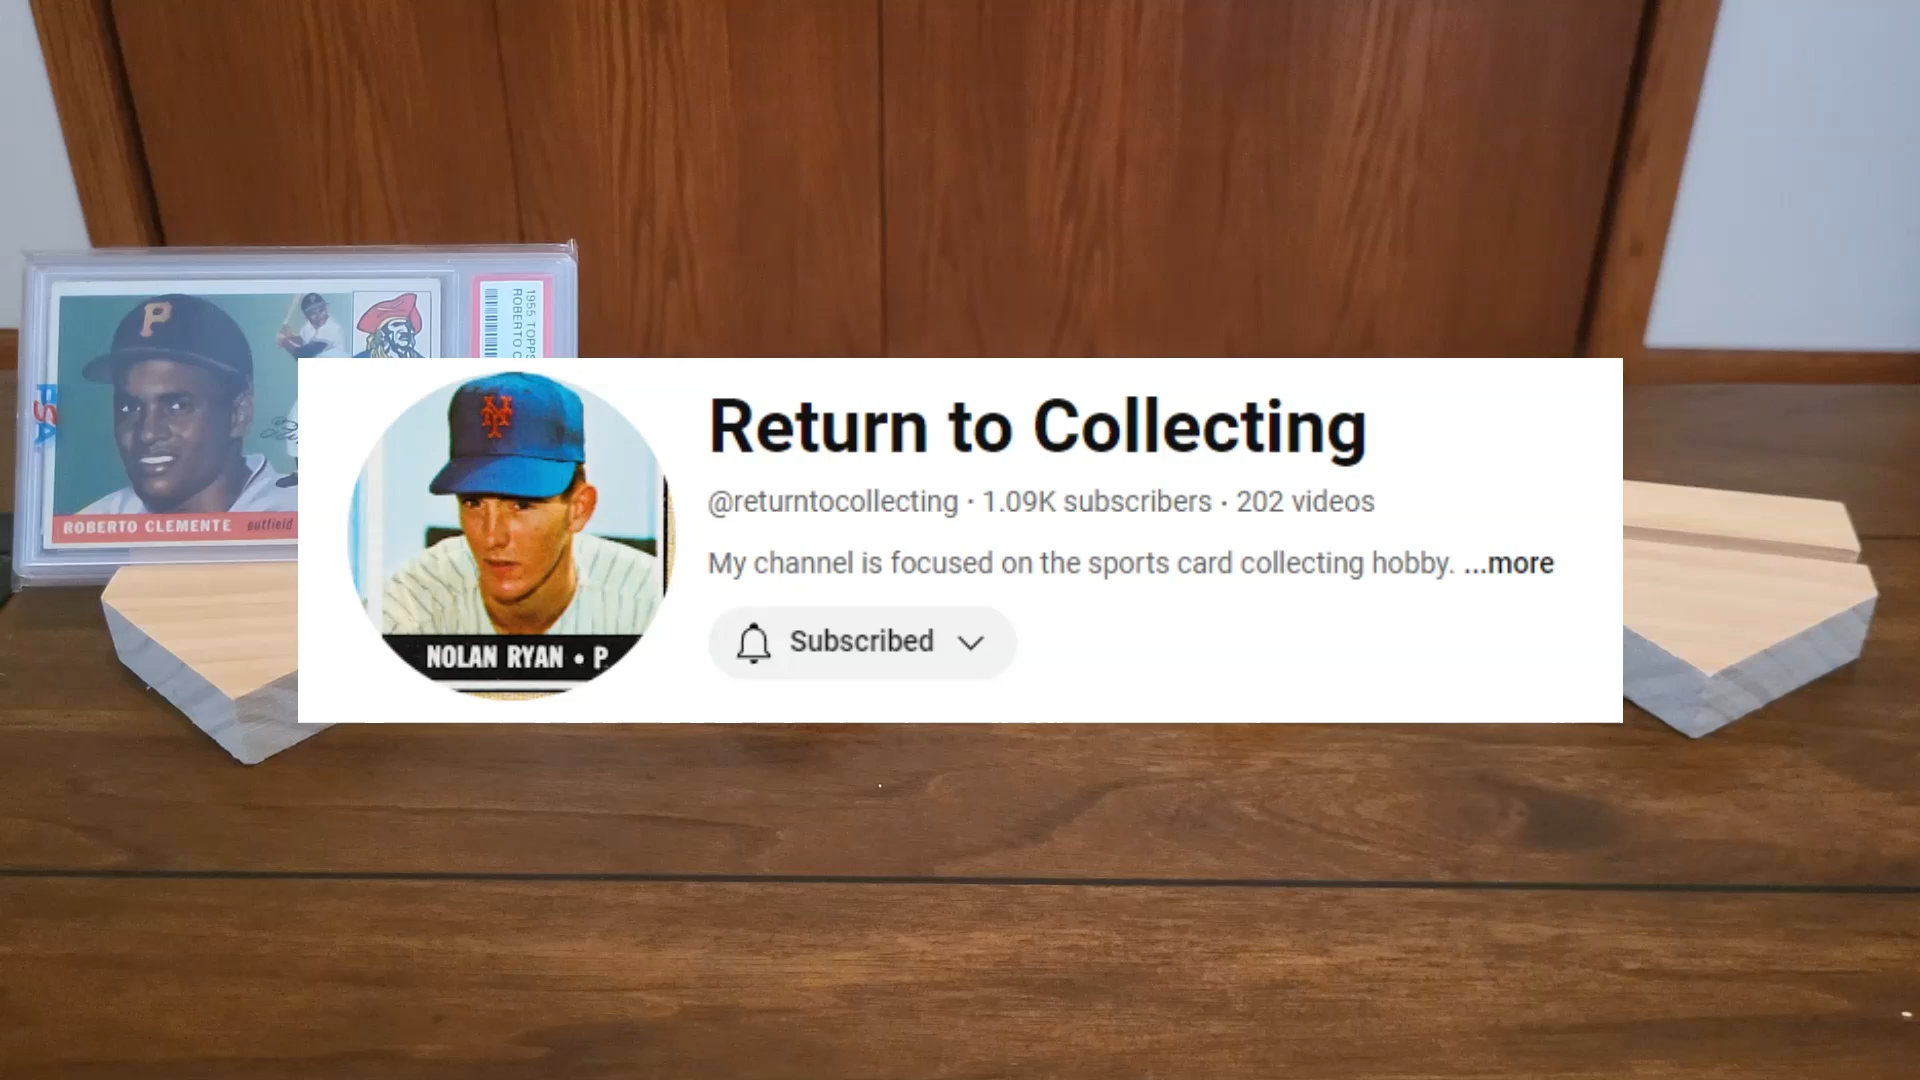 P
1955 TOPPS
ROBERTO C
PSA
ROBERTO CLEMENTE outfield
NY
NOLAN RYAN • P
Return to Collecting
@returntocollecting · 1.09K subscribers · 202 videos
My channel is focused on the sports card collecting hobby. ...more
Subscribed